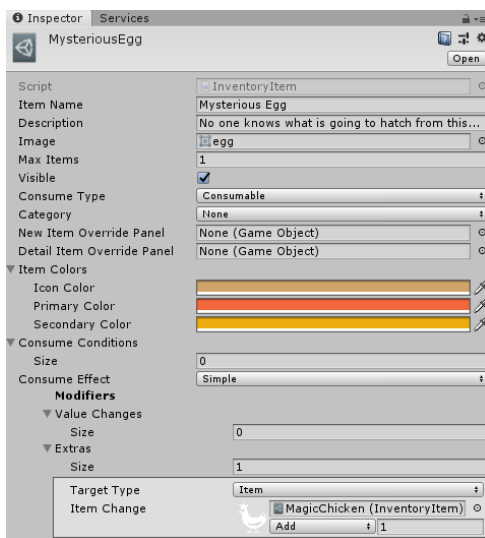 Inspector Services
MysteriousEgg
Open
Script InventoryItem
Item Name Mysterious Egg
Description No one knows what is going to hatch from this...
Image egg
Max Items 1
Visible
Consume Type Consumable
Category None
New Item Override Panel None (Game Object)
Detail Item Override Panel None (Game Object)
Item Colors
Icon Color
Primary Color
Secondary Color
Consume Conditions
Size 0
Consume Effect Simple
Modifiers
Value Changes
Size 0
Extras
Size 1
Target Type Item
Item Change MagicChicken (InventoryItem)
Add 1